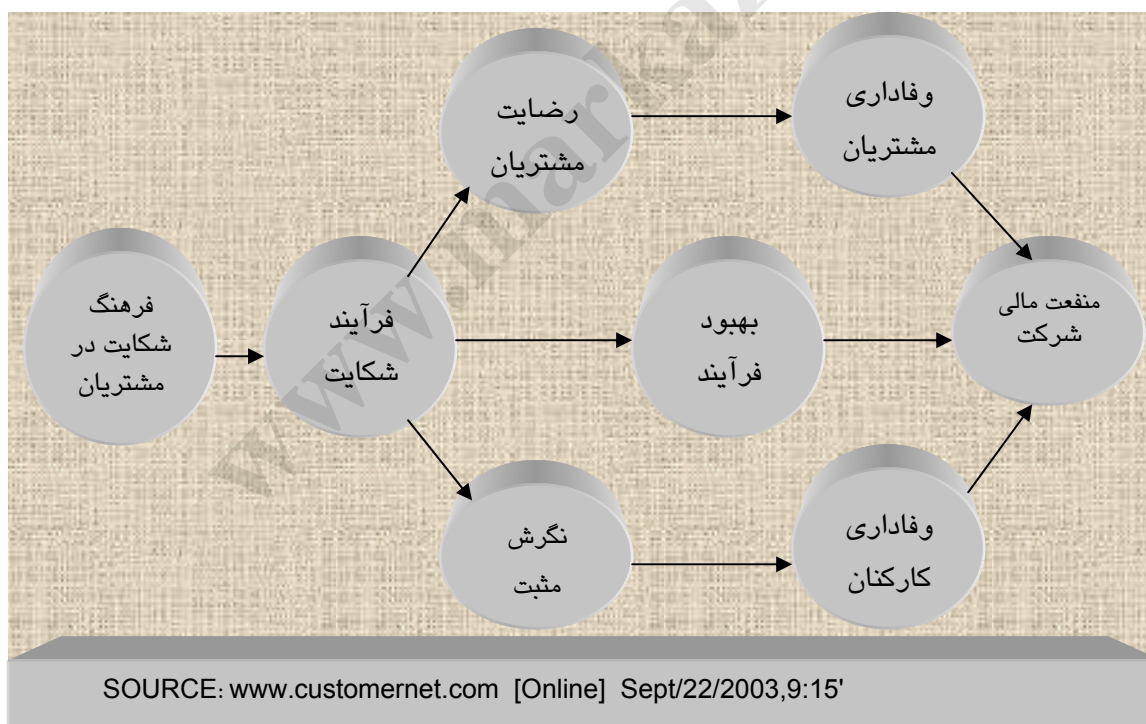 رضایت
مشتریان
وفاداری
مشتریان
فرهنگ
شکایت در
مشتریان
فرآیند
شکایت
بهبود
فرآیند
منفعت مالی
شرکت
نگرش
مثبت
وفاداری
کارکنان
SOURCE: www.customernet.com [Online] Sept/22/2003,9:15'